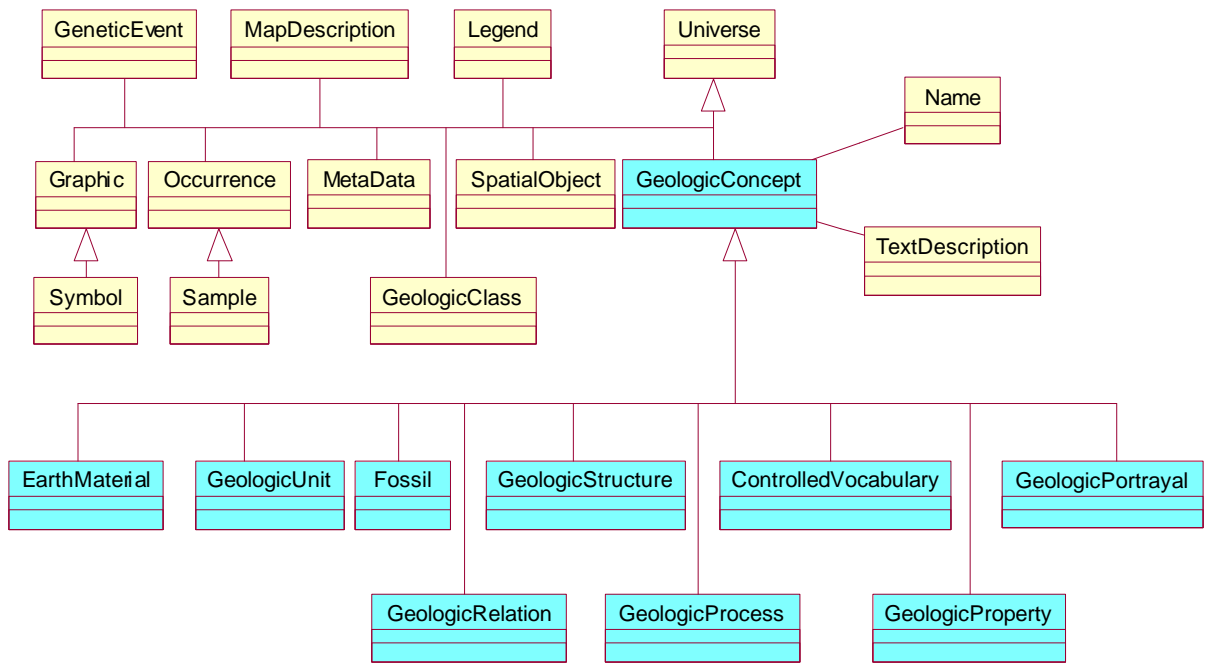 GeneticEvent
MapDescription
Legend
Universe
Name
Graphic
Occurrence
MetaData
SpatialObject
GeologicConcept
TextDescription
Symbol
Sample
GeologicClass
EarthMaterial
GeologicUnit
Fossil
GeologicStructure
ControlledVocabulary
GeologicPortrayal
GeologicRelation
GeologicProcess
GeologicProperty